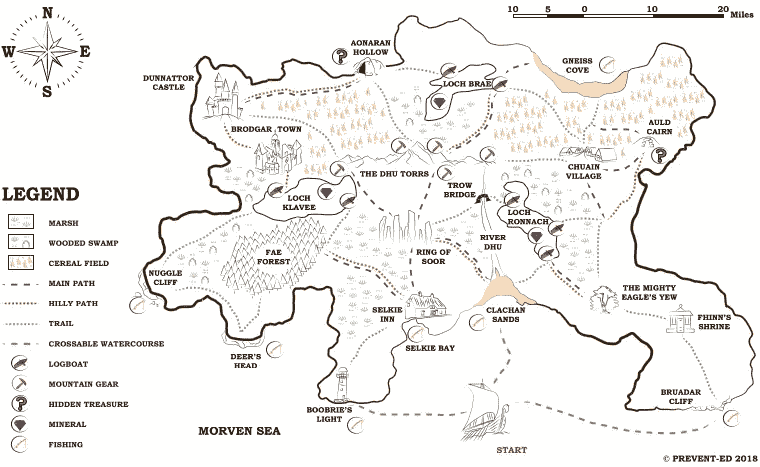 N
W E
S
10 5 0 10 20 Miles
AONARAN
HOLLOW
GNEISS
COVE
DUNNATTOR
CASTLE
LOCH BRAE
BRODGAR TOWN
AULD
CAIRN
THE DHU TORRS
CHUAIN
VILLAGE
TROW
BRIDGE
LOCH
KLAVEE
LOCH
RONNACH
RIVER
DHU
FAE
FOREST
RING OF
SOOR
NUGGLE
CLIFF
THE MIGHTY
EAGLE'S YEW
SELKIE
INN
CLACHAN
SANDS
FHINN'S
SHRINE
SELKIE BAY
DEER'S
HEAD
BRUADAR
CLIFF
BOOBRIE'S
LIGHT
MORVEN SEA
START
LEGEND
MARSH
WOODED SWAMP
CEREAL FIELD
MAIN PATH
HILLY PATH
TRAIL
CROSSABLE WATERCOURSE
LOGBOAT
MOUNTAIN GEAR
HIDDEN TREASURE
MINERAL
FISHING
© PREVENT-ED 2018